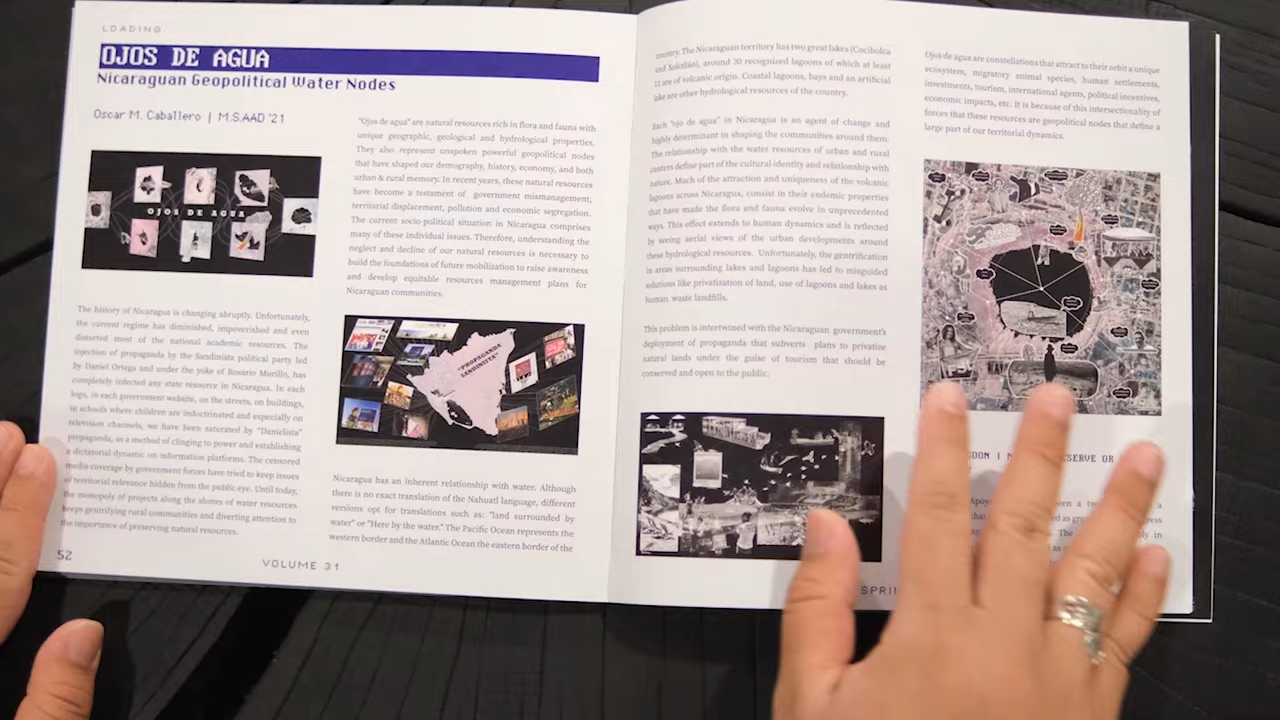 LOADING
OJOS DE AGUA
Nicaraguan Geopolitical Water Nodes
Oscar M. Caballero | M.S.AAD '21
OJOS DE AGUA
The history of Nicaragua is changing abruptly. Unfortunately,
the current regime has diminished, impoverished and even
distorted most of the national academic resources. The
injection of propaganda by the Sandinista political party led
by Daniel Ortega and under the yoke of Rosario Murillo, has
completely infected any state resource in Nicaragua. In each
logo, in each government website, on the streets, on buildings,
in schools where children are indoctrinated and especially on
television channels, we have been saturated by "Danielista"
propaganda, as a method of clinging to power and establishing
a dictatorial dynamic on information platforms. The censored
media coverage by government forces have tried to keep issues
of territorial relevance hidden from the public eye. Until today,
the monopoly of projects along the shores of water resources
keeps gentrifying rural communities and diverting attention to
the importance of preserving natural resources.
52
VOLUME 31
"Ojos de agua" are natural resources rich in flora and fauna with
unique geographic, geological and hydrological properties.
They also represent unspoken powerful geopolitical nodes
that have shaped our demography, history, economy, and both
urban & rural memory. In recent years, these natural resources
have become a testament of government mismanagement,
territorial displacement, pollution and economic segregation.
The current socio-political situation in Nicaragua comprises
many of these individual issues. Therefore, understanding the
neglect and decline of our natural resources is necessary to
build the foundations of future mobilization to raise awareness
and develop equitable resources management plans for
Nicaraguan communities.
"PROPAGANDA
SANDINISTA"
Nicaragua has an inherent relationship with water. Although
there is no exact translation of the Nahuatl language, different
versions opt for translations such as: "land surrounded by
water" or "Here by the water." The Pacific Ocean represents the
western border and the Atlantic Ocean the eastern border of the
country. The Nicaraguan territory has two great lakes (Cocibolca
and Xolotlán), around 30 recognized lagoons of which at least
11 are of volcanic origin. Coastal lagoons, bays and an artificial
lake are other hydrological resources of the country.
Each "ojo de agua" in Nicaragua is an agent of change and
highly determinant in shaping the communities around them.
The relationship with the water resources of urban and rural
centers define part of the cultural identity and relationship with
nature. Much of the attraction and uniqueness of the volcanic
lagoons across Nicaragua, consist in their endemic properties
that have made the flora and fauna evolve in unprecedented
ways. This effect extends to human dynamics and is reflected
by seeing aerial views of the urban developments around
these hydrological resources. Unfortunately, the gentrification
in areas surrounding lakes and lagoons has led to misguided
solutions like privatization of land, use of lagoons and lakes as
human waste landfills.
This problem is intertwined with the Nicaraguan government's
deployment of propaganda that subverts plans to privatize
natural lands under the guise of tourism that should be
conserved and open to the public.
Ojos de agua are constellations that attract to their orbit a unique
ecosystem, migratory animal species, human settlements,
investments, tourism, international agents, political incentives,
economic impacts, etc. It is because of this intersectionality of
forces that these resources are geopolitical nodes that define a
large part of our territorial dynamics.